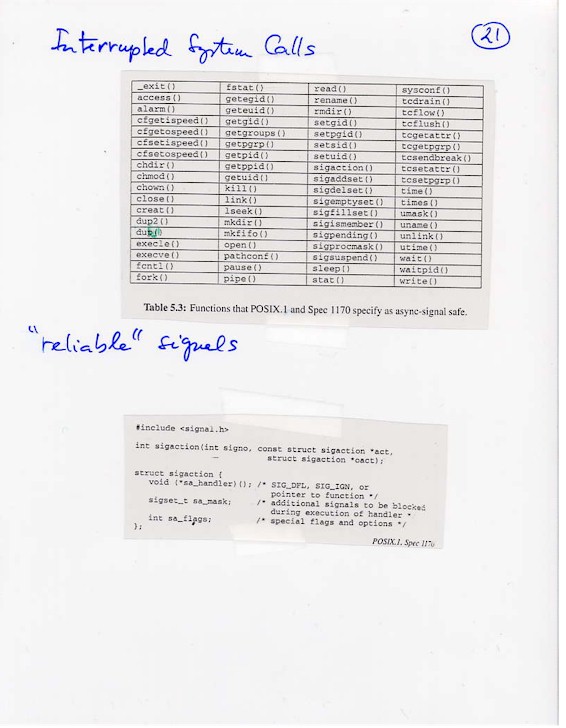 Interrupted System Calls
21
_exit() fstat() read() sysconf()
access() getegid() rename() tcdrain()
alarm() geteuid() rmdir() tcflow()
cfgetispeed() getgid() setgid() tcflush()
cfgetospeed() getgroups() setpgid() tcgetattr()
cfsetispeed() getpgrp() setsid() tcgetpgrp()
cfsetospeed() getpid() setuid() tcsendbreak()
chdir() getppid() sigaction() tcsetattr()
chmod() getuid() sigaddset() tcsetpgrp()
chown() kill() sigdelset() time()
close() link() sigemptyset() times()
creat() lseek() sigfillset() umask()
dup2() mkdir() sigismember() uname()
dup() mkfifo() sigpending() unlink()
execle() open() sigprocmask() utime()
execve() pathconf() sigsuspend() wait()
fcntl() pause() sleep() waitpid()
fork() pipe() stat() write()
Table 5.3: Functions that POSIX.1 and Spec 1170 specify as async-signal safe.
"reliable" signals
#include <signal.h>
int sigaction(int signo, const struct sigaction *act,
struct sigaction *oact);
struct sigaction {
void (*sa_handler)(); /* SIG_DFL, SIG_IGN, or
pointer to function */
sigset_t sa_mask; /* additional signals to be blocked
during execution of handler *
int sa_flags; /* special flags and options */
};
POSIX.1, Spec 1170